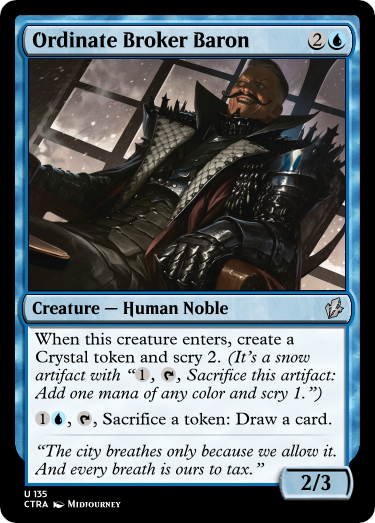 Ordinate Broker Baron 2U
Creature — Human Noble
When this creature enters, create a
Crystal token and scry 2. (It's a snow
artifact with “1, T, Sacrifice this artifact:
Add one mana of any color and scry 1.”)
1U, T, Sacrifice a token: Draw a card.
“The city breathes only because we allow it.
And every breath is ours to tax.”
2/3
U 135
CTRA Midjourney